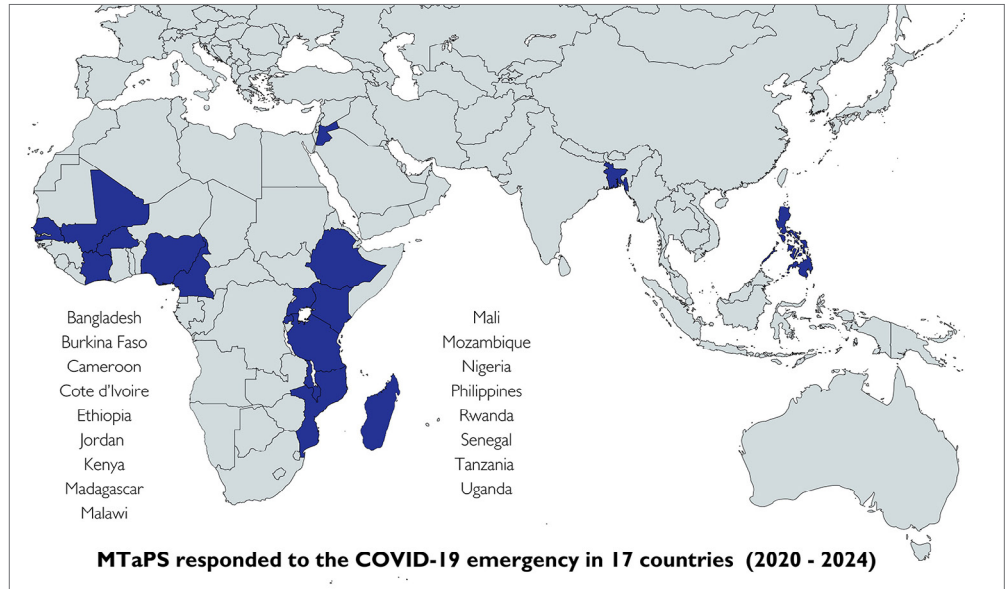 Bangladesh
Burkina Faso
Cameroon
Cote d'Ivoire
Ethiopia
Jordan
Kenya
Madagascar
Malawi
Mali
Mozambique
Nigeria
Philippines
Rwanda
Senegal
Tanzania
Uganda
MTaPS responded to the COVID-19 emergency in 17 countries (2020 - 2024)